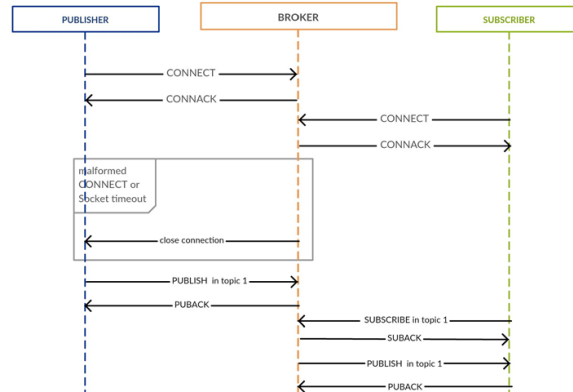 PUBLISHER
BROKER
SUBSCRIBER
CONNECT
CONNACK
CONNECT
CONNACK
malformed
CONNECT or
Socket timeout
close connection
PUBLISH in topic 1
PUBACK
SUBSCRIBE in topic 1
SUBACK
PUBLISH in topic 1
PUBACK